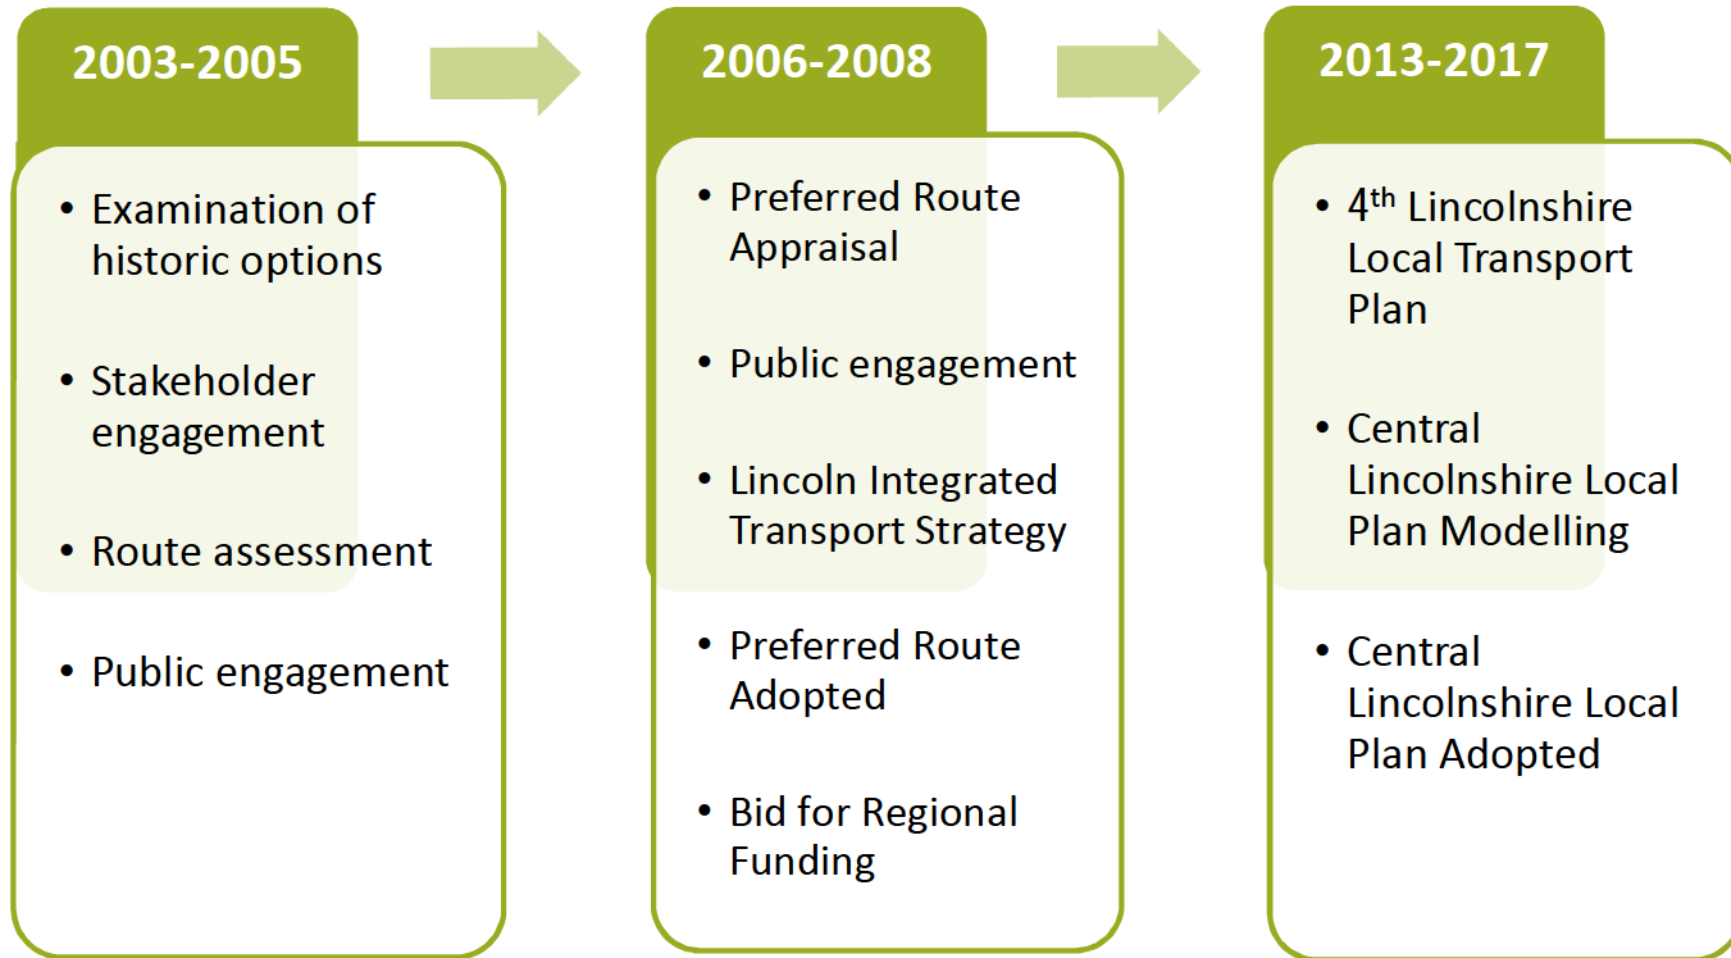 2003-2005
• Examination of
historic options
• Stakeholder
engagement
• Route assessment
• Public engagement
2006-2008
• Preferred Route
Appraisal
• Public engagement
• Lincoln Integrated
Transport Strategy
• Preferred Route
Adopted
• Bid for Regional
Funding
2013-2017
• 4th Lincolnshire
Local Transport
Plan
• Central
Lincolnshire Local
Plan Modelling
• Central
Lincolnshire Local
Plan Adopted